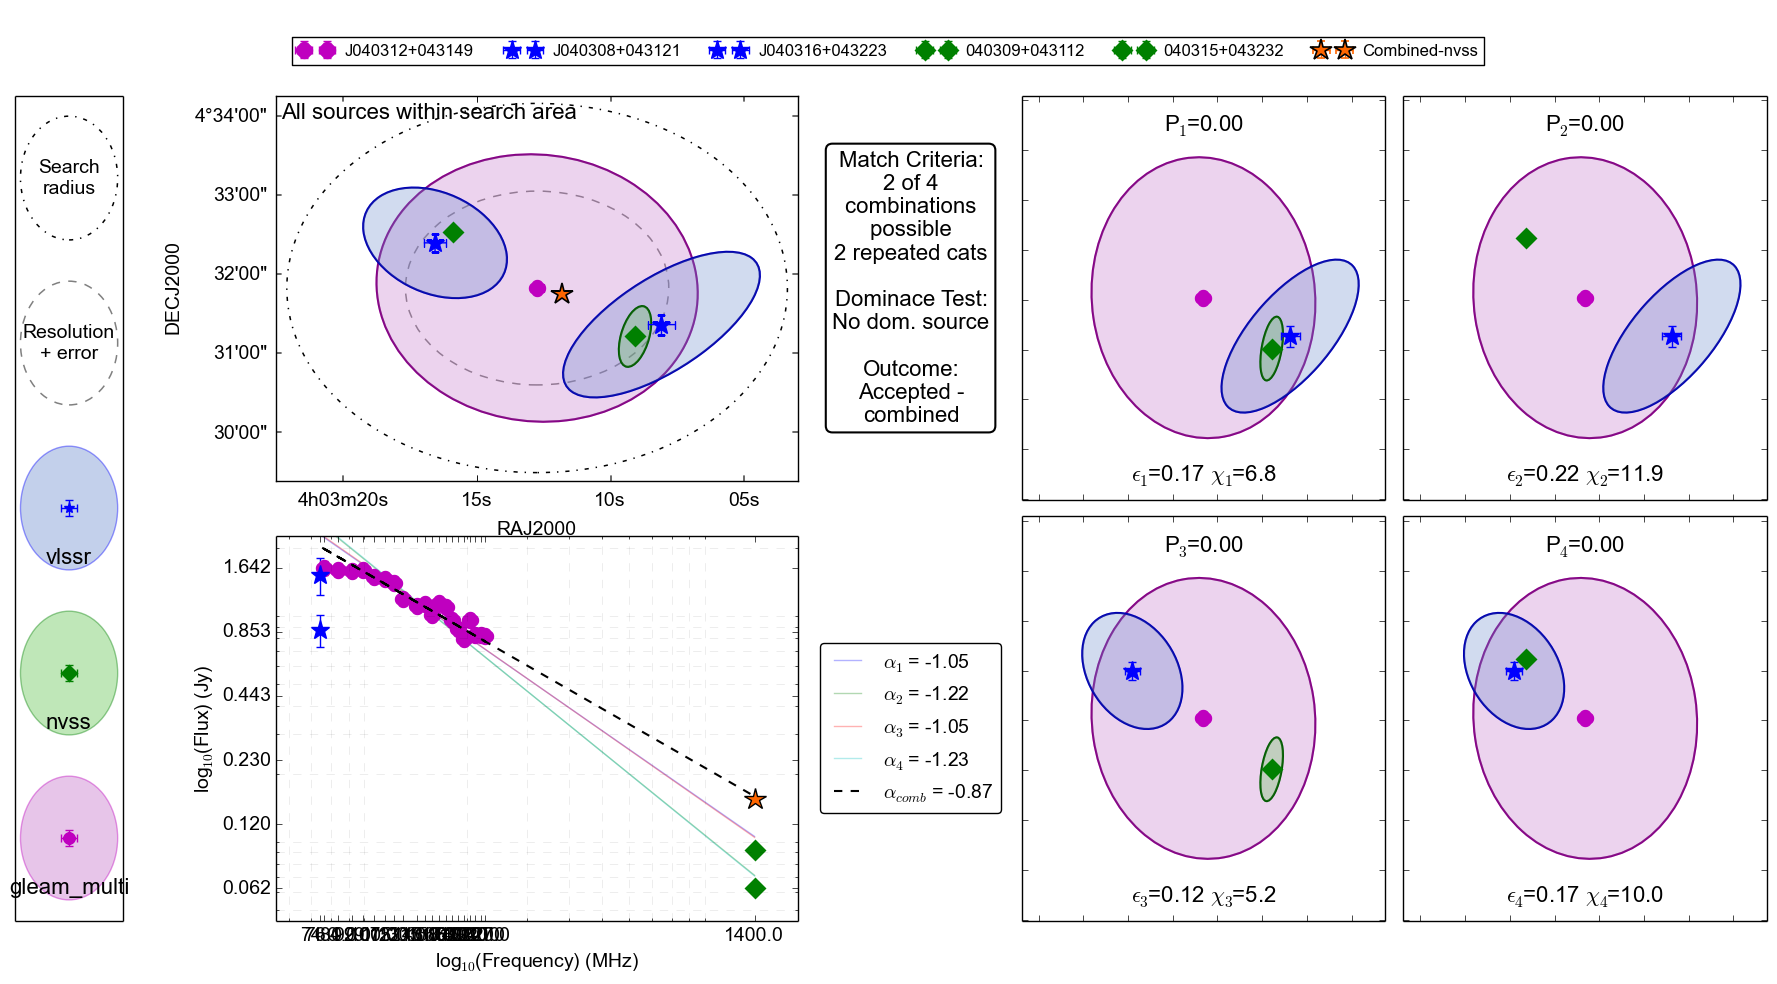 J040312+043149 J040308+043121 J040316+043223 040309+043112 040315+043232 Combined-nvss
Search
radius
Resolution
+ error
vlssr
nvss
gleam_multi
All sources within search area
DECJ2000
4°34'00"
33'00"
32'00"
31'00"
30'00"
4h03m20s 15s 10s 05s
RAJ2000
Match Criteria:
2 of 4
combinations
possible
2 repeated cats
Dominace Test:
No dom. source
Outcome:
Accepted -
combined
log10(Flux) (Jy)
1.642
0.853
0.443
0.230
0.120
0.062
1400.0
log10(Frequency) (MHz)
α1 = -1.05
α2 = -1.22
α3 = -1.05
α4 = -1.23
αcomb = -0.87
P1=0.00
ϵ1=0.17 χ1=6.8
P2=0.00
ϵ2=0.22 χ2=11.9
P3=0.00
ϵ3=0.12 χ3=5.2
P4=0.00
ϵ4=0.17 χ4=10.0